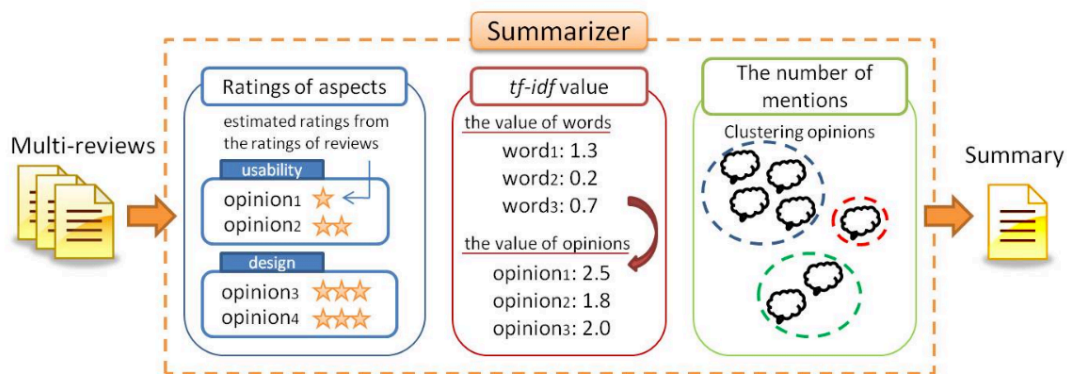 Summarizer
Multi-reviews
Ratings of aspects
estimated ratings from
the ratings of reviews
usability
opinion1
opinion2
design
opinion3
opinion4
tf-idf value
the value of words
word1: 1.3
word2: 0.2
word3: 0.7
the value of opinions
opinion1: 2.5
opinion2: 1.8
opinion3: 2.0
The number of
mentions
Clustering opinions
Summary